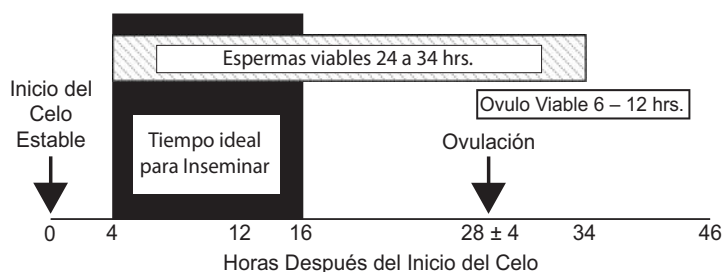 Espermas viables 24 a 34 hrs.
Inicio del
Celo
Estable
Ovulo Viable 6 – 12 hrs.
Tiempo ideal
para Inseminar
Ovulación
0 4 12 16 28 ± 4 34 46
Horas Después del Inicio del Celo